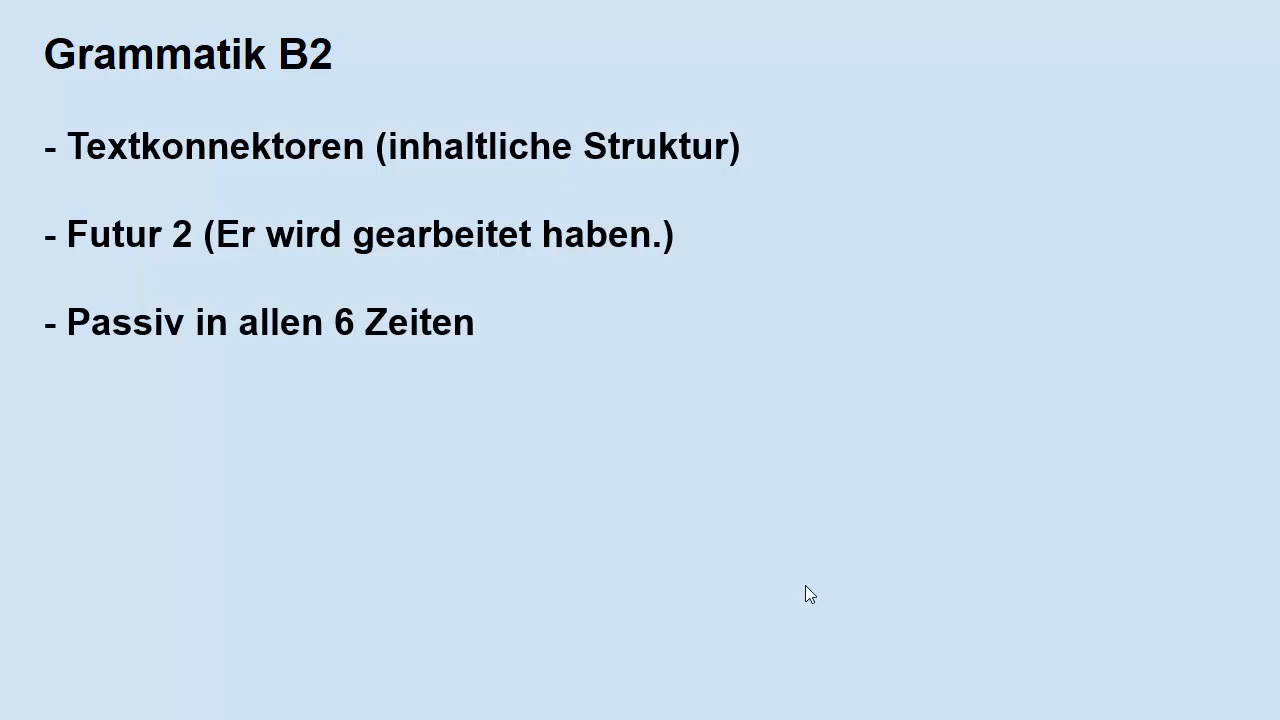 Grammatik B2
- Textkonnektoren (inhaltliche Struktur)
- Futur 2 (Er wird gearbeitet haben.)
- Passiv in allen 6 Zeiten